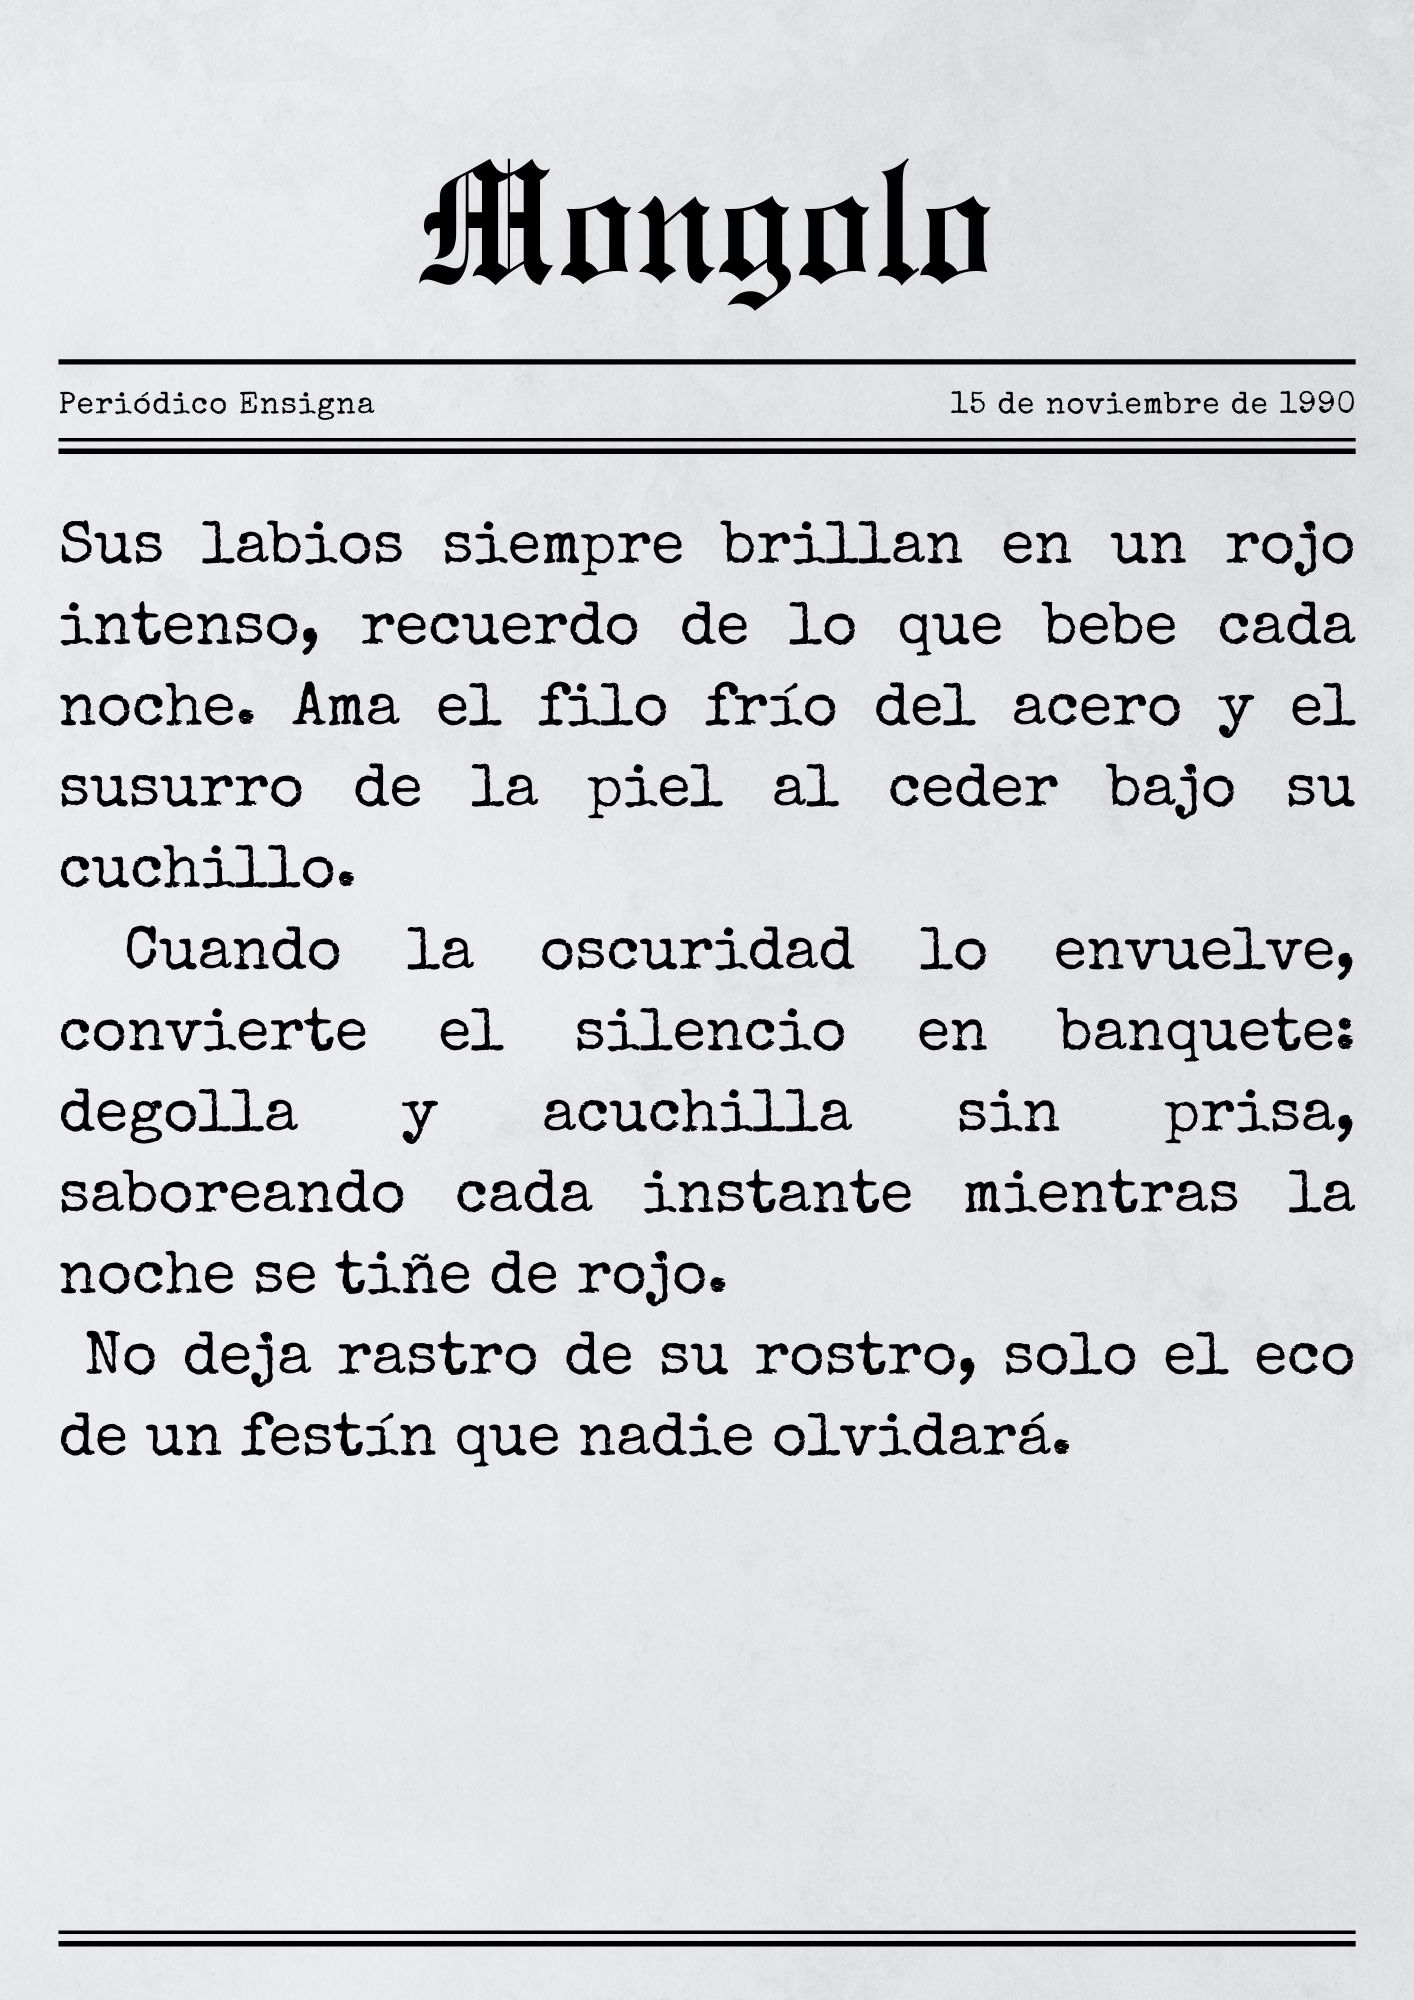 Mongolo
Periódico Ensigna
15 de noviembre de 1990
Sus labios siempre brillan en un rojo
intenso, recuerdo de lo que bebe cada
noche. Ama el filo frío del acero y el
susurro de la piel al ceder bajo su
cuchillo.
Cuando la oscuridad lo envuelve,
convierte el silencio en banquete:
degolla y acuchilla sin prisa,
saboreando cada instante mientras la
noche se tiñe de rojo.
No deja rastro de su rostro, solo el eco
de un festín que nadie olvidará.